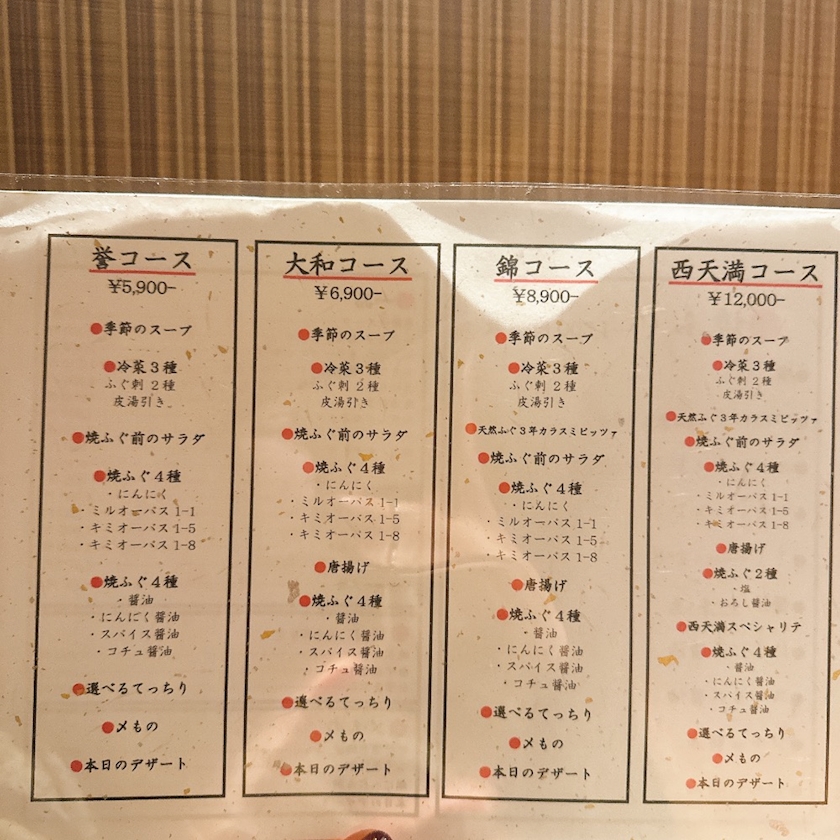 誉コース
¥5,900-
●季節のスープ
●冷菜3種
ふぐ刺 2種
皮湯引き
●焼ふぐ前のサラダ
●焼ふぐ4種
・にんにく
・ミルオーパス 1-1
・キミオーパス 1-5
・キミオーパス 1-8
●焼ふぐ4種
・醤油
・にんにく醤油
・スパイス醤油
・コチュ醤油
●選べるてっちり
●〆もの
●本日のデザート
大和コース
¥6,900-
●季節のスープ
●冷菜3種
ふぐ刺 2種
皮湯引き
●焼ふぐ前のサラダ
●焼ふぐ4種
・にんにく
・ミルオーパス 1-1
・キミオーパス 1-5
・キミオーパス 1-8
●唐揚げ
●焼ふぐ4種
・醤油
・にんにく醤油
・スパイス醤油
・コチュ醤油
●選べるてっちり
●〆もの
●本日のデザート
錦コース
¥8,900-
●季節のスープ
●冷菜3種
ふぐ刺 2種
皮湯引き
●天然ふぐ3年カラスミピッツァ
●焼ふぐ前のサラダ
●焼ふぐ4種
・にんにく
・ミルオーパス 1-1
・キミオーパス 1-5
・キミオーパス 1-8
●唐揚げ
●焼ふぐ4種
・醤油
・にんにく醤油
・スパイス醤油
・コチュ醤油
●選べるてっちり
●〆もの
●本日のデザート
西天満コース
¥12,000-
●季節のスープ
●冷菜3種
ふぐ刺 2種
皮湯引き
●天然ふぐ3年カラスミピッツァ
●焼ふぐ前のサラダ
●焼ふぐ4種
・にんにく
・ミルオーパス 1-1
・キミオーパス 1-5
・キミオーパス 1-8
●唐揚げ
●焼ふぐ2種
・塩
・おろし醤油
●西天満スペシャリテ
●焼ふぐ4種
・醤油
・にんにく醤油
・スパイス醤油
・コチュ醤油
●選べるてっちり
●〆もの
●本日のデザート